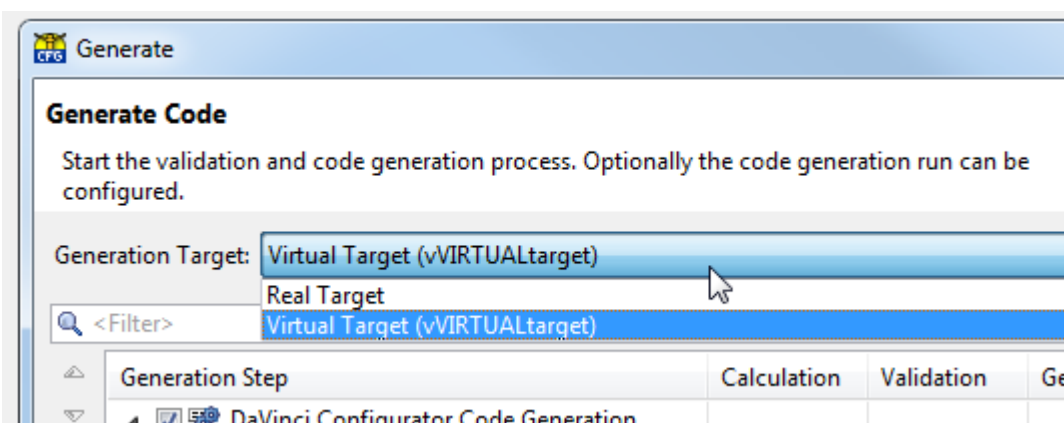 CFG Generate
Generate Code
Start the validation and code generation process. Optionally the code generation run can be
configured.
Generation Target: Virtual Target (vVIRTUALtarget)
Real Target
<Filter> Virtual Target (vVIRTUALtarget)
Generation Step Calculation Validation Ge
DaVinci Configurator Code Generation